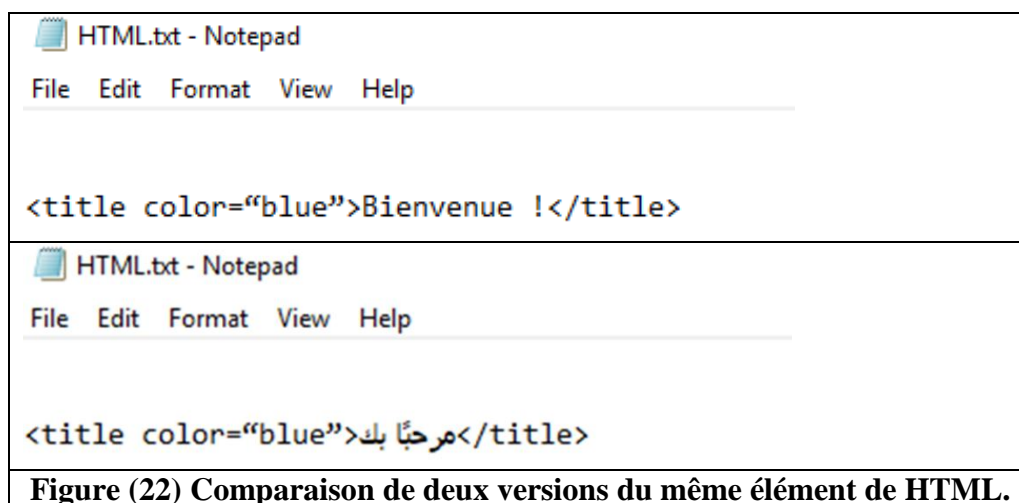 HTML.txt - Notepad
File Edit Format View Help
<title color=“blue”>Bienvenue !</title>
HTML.txt - Notepad
File Edit Format View Help
<title color=“blue”>مرحبًا بك</title>
Figure (22) Comparaison de deux versions du même élément de HTML.